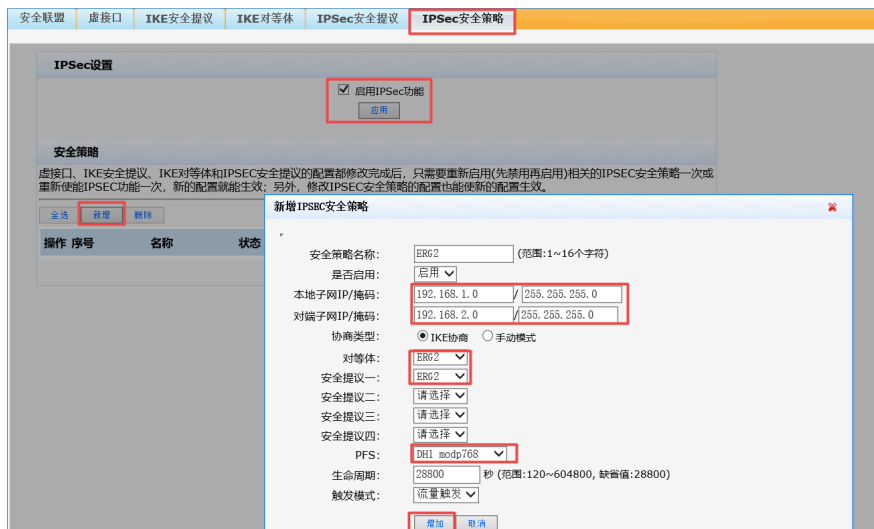 安全联盟 虚接口 IKE安全提议 IKE对等体 IPSec安全提议 IPSec安全策略
IPSec设置
启用IPSec功能
应用
安全策略
虚接口、IKE安全提议、IKE对等体和IPSEC安全提议的配置都修改完成后，只需要重新启用(先禁用再启用)相关的IPSEC安全策略一次或
重新使能IPSEC功能一次，新的配置就能生效；另外，修改IPSEC安全策略的配置也能使新的配置生效。
全选 新增 删除
操作 序号 名称 状态
新增IPSEC安全策略
安全策略名称: ERG2 (范围:1~16个字符)
是否启用: 启用
本地子网IP/掩码: 192.168.1.0 / 255.255.255.0
对端子网IP/掩码: 192.168.2.0 / 255.255.255.0
协商类型: IKE协商 手动模式
对等体: ERG2
安全提议一: ERG2
安全提议二: 请选择
安全提议三: 请选择
安全提议四: 请选择
PFS: DH1 modp768
生命周期: 28800 秒 (范围:120~604800, 缺省值:28800)
触发模式: 流量触发
增加 取消